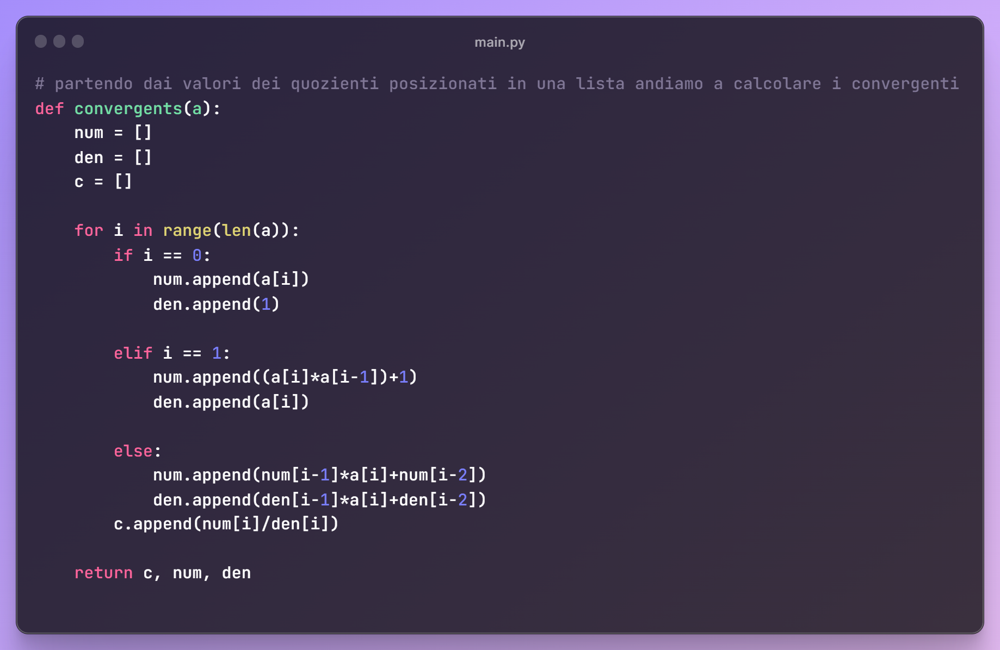 main.py
# partendo dai valori dei quozienti posizionati in una lista andiamo a calcolare i convergenti
def convergents(a):
    num = []
    den = []
    c = []

    for i in range(len(a)):
        if i == 0:
            num.append(a[i])
            den.append(1)

        elif i == 1:
            num.append((a[i]*a[i-1])+1)
            den.append(a[i])

        else:
            num.append(num[i-1]*a[i]+num[i-2])
            den.append(den[i-1]*a[i]+den[i-2])
        c.append(num[i]/den[i])

    return c, num, den